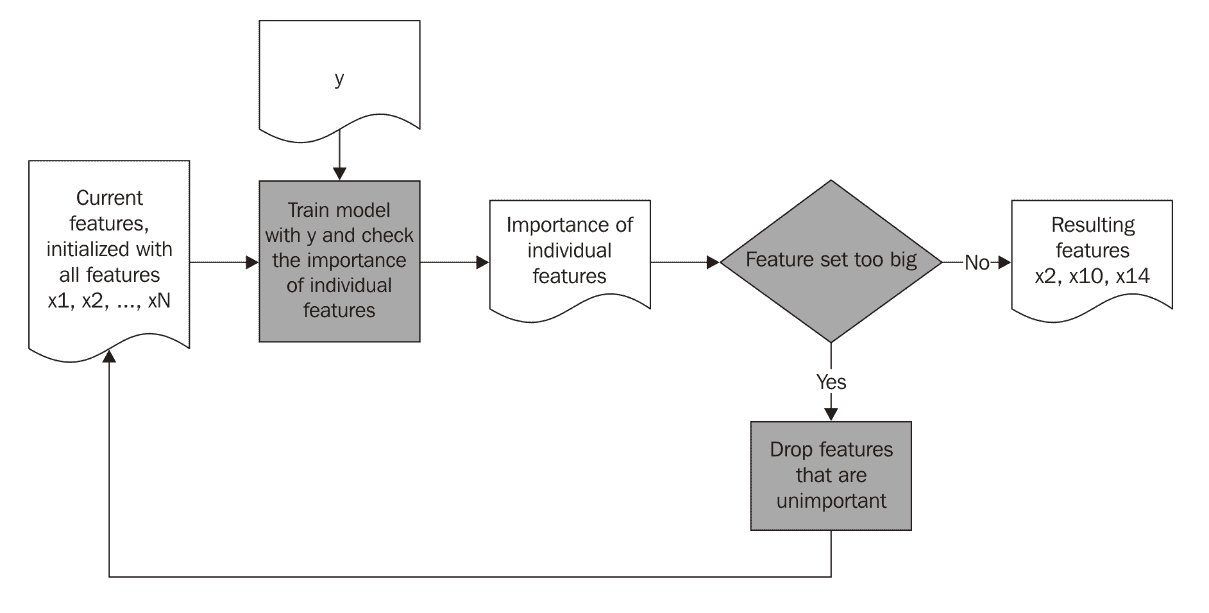 y
Current
features,
initialized with
all features
x1, x2, ..., xN
Train model
with y and check
the importance
of individual
features
Importance of
individual
features
Feature set too big
No
Resulting
features
x2, x10, x14
Yes
Drop features
that are
unimportant